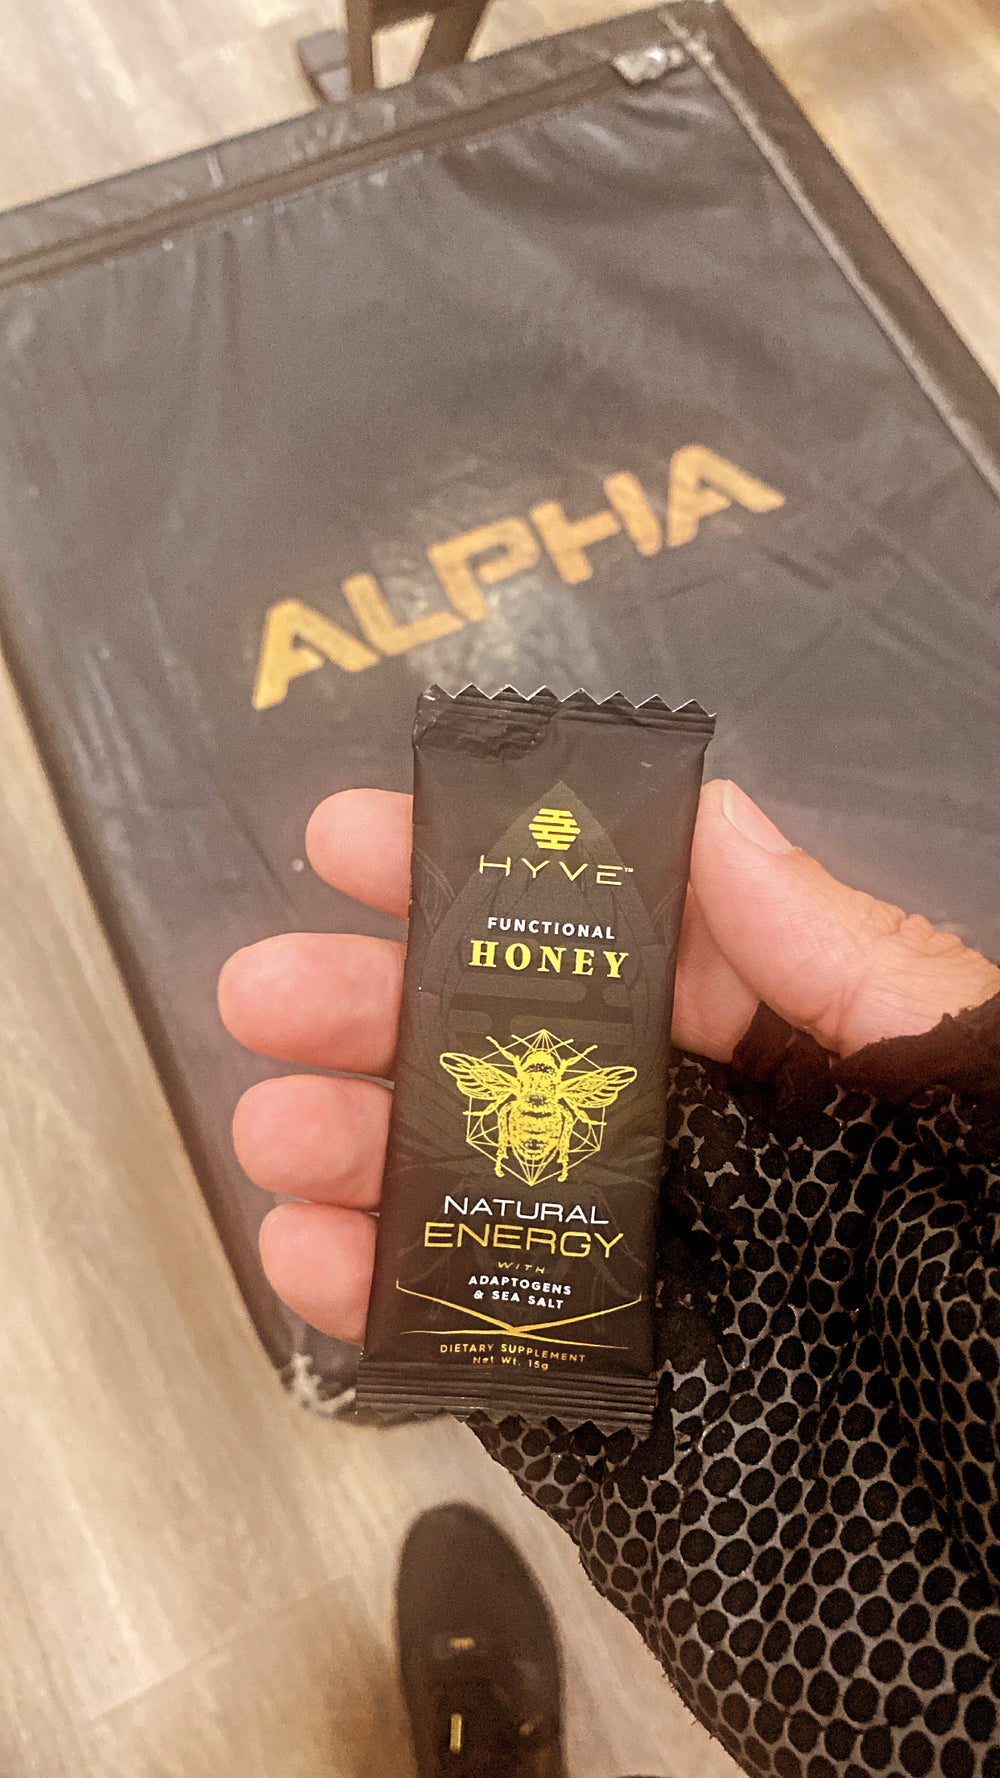 ALPHA
HYVE™
FUNCTIONAL
HONEY
NATURAL
ENERGY
WITH
ADAPTOGENS
& SEA SALT
DIETARY SUPPLEMENT
Net Wt. 15g